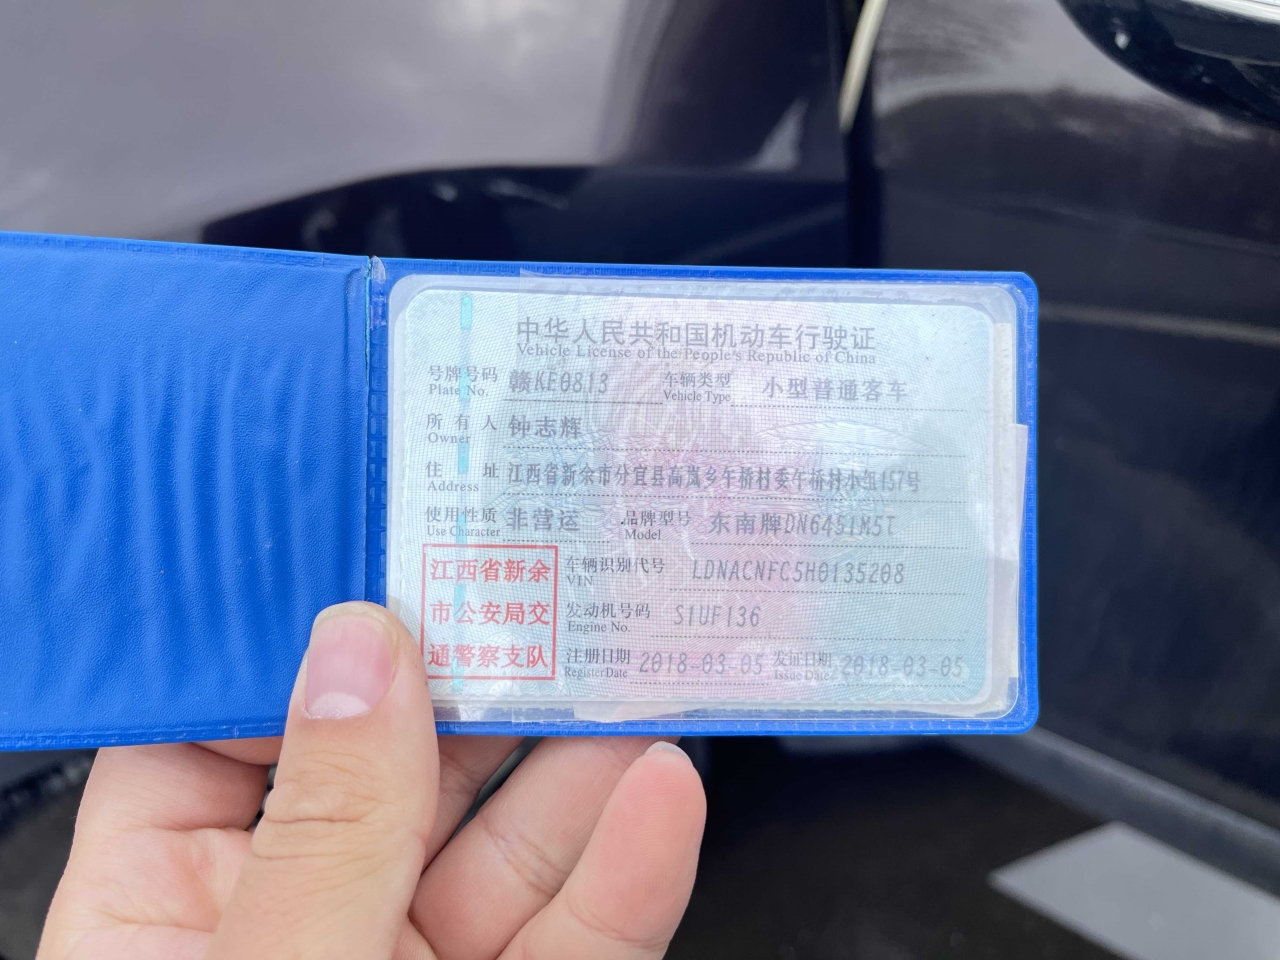 中华人民共和国机动车行驶证
Vehicle License of the People's Republic of China
号牌号码 赣KE0813 车辆类型 小型普通客车
Plate No. Vehicle Type
所有人 钟志辉
Owner
住址 江西省新余市分宜县高岚乡午桥村委午桥村小组157号
Address
使用性质 非营运 品牌型号 东南牌DN6451M5T
Use Character Model
江西省新余
市公安局交
通警察支队
车辆识别代号 LDNACNFC5H0135208
VIN
发动机号码 S1UF136
Engine No.
注册日期 2018-03-05 发证日期 2018-03-05
Register Date Issue Date